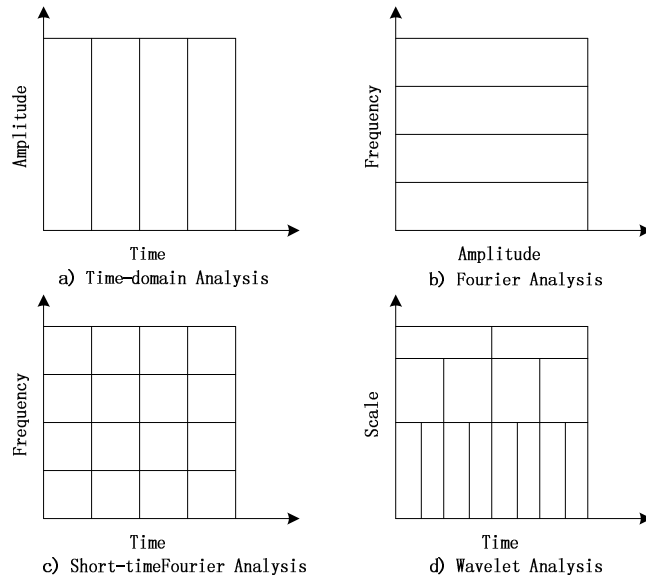 Amplitude
Time
a) Time-domain Analysis
Frequency
Amplitude
b) Fourier Analysis
Frequency
Time
c) Short-timeFourier Analysis
Scale
Time
d) Wavelet Analysis